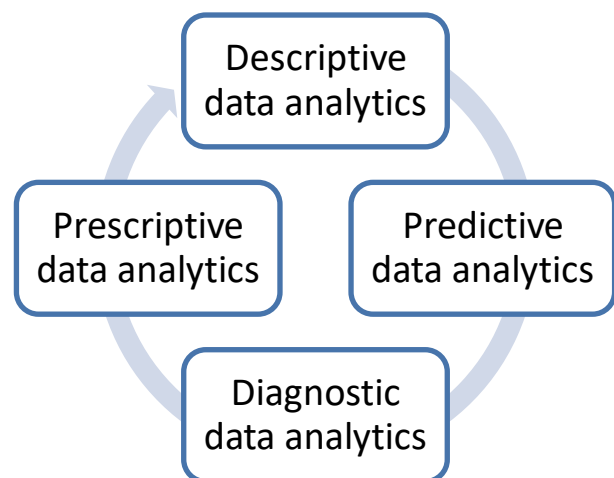 Descriptive
data analytics
Prescriptive
data analytics
Predictive
data analytics
Diagnostic
data analytics